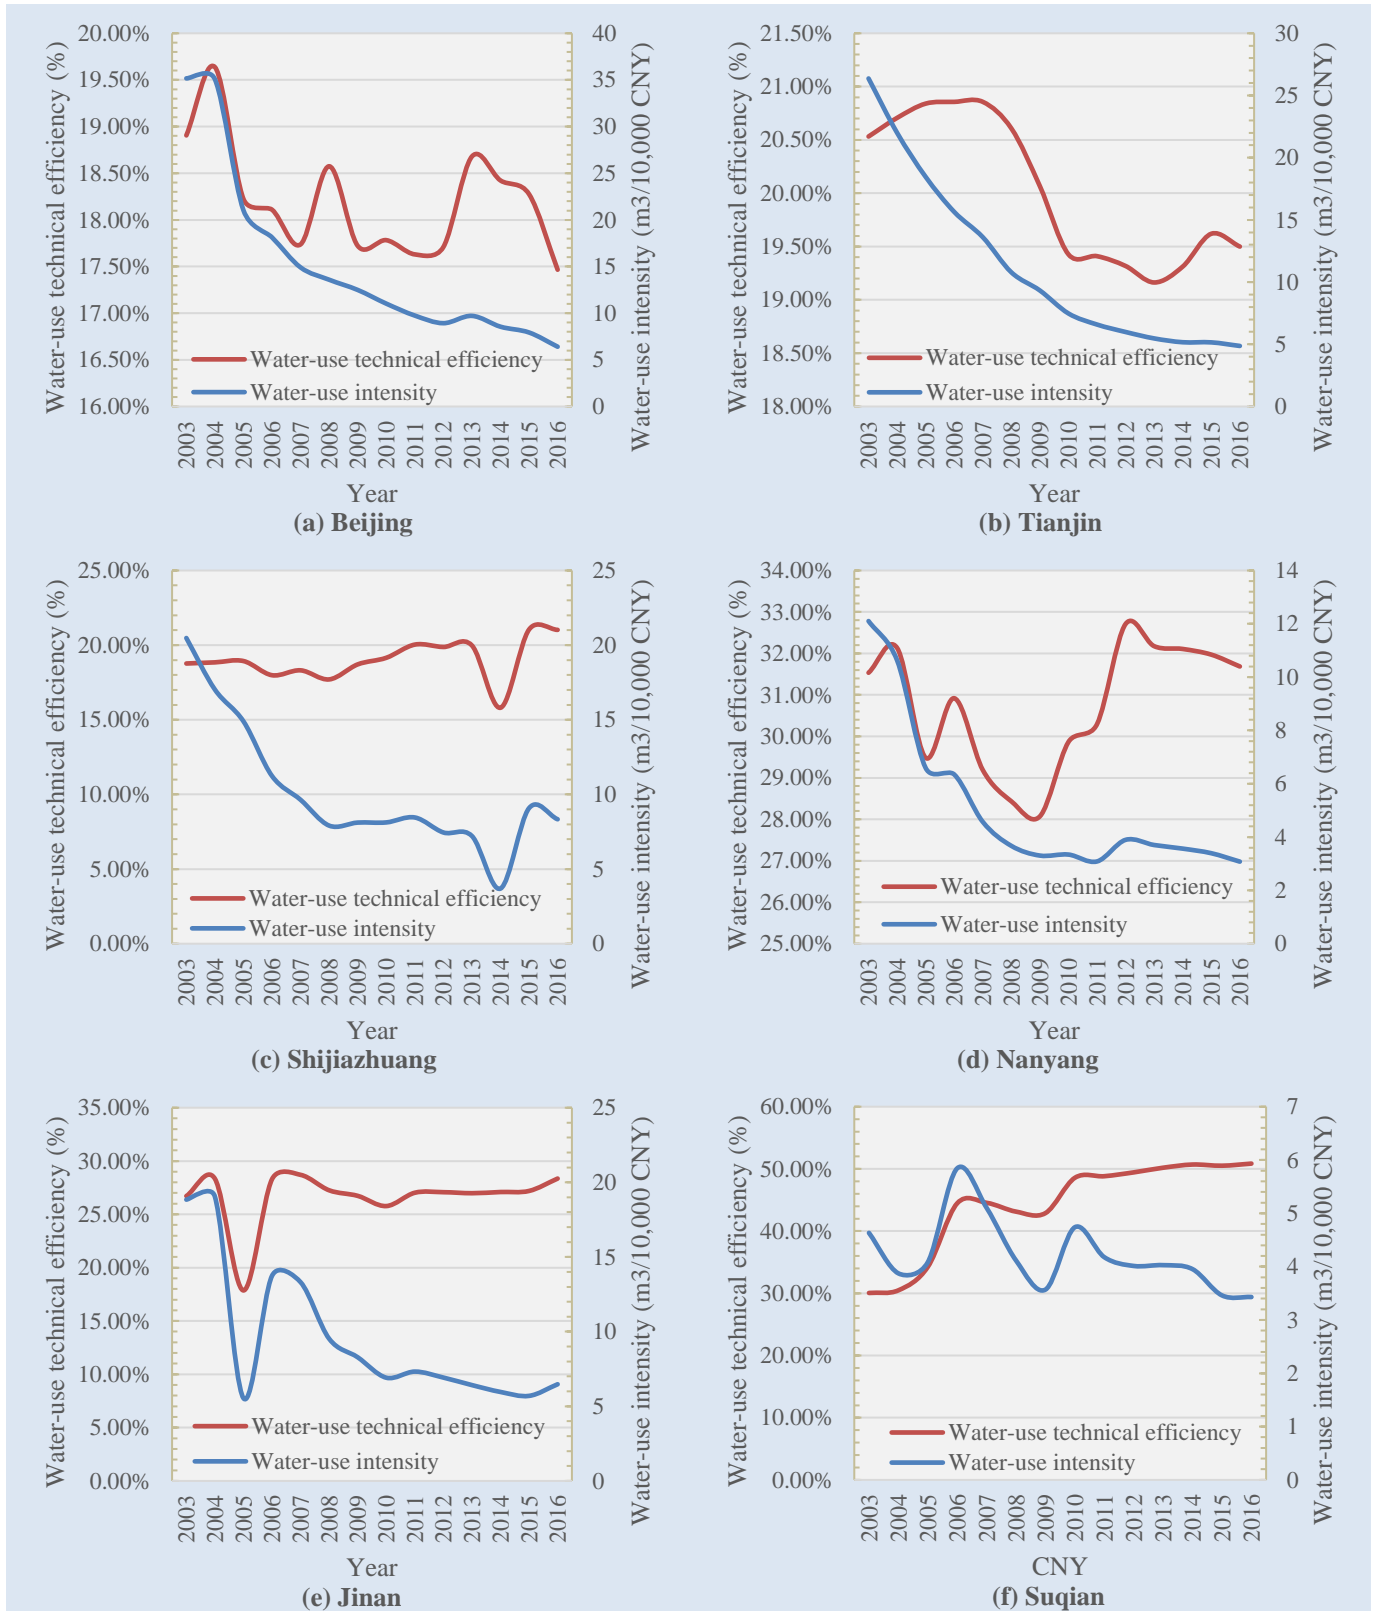 Water-use technical efficiency (%)
20.00%
19.50%
19.00%
18.50%
18.00%
17.50%
17.00%
16.50%
16.00%
40
35
30
25
20
15
10
5
0
Water-use intensity (m3/10,000 CNY)
Water-use technical efficiency
Water-use intensity
2003 2004 2005 2006 2007 2008 2009 2010 2011 2012 2013 2014 2015 2016
Year
(a) Beijing
Water-use technical efficiency (%)
21.50%
21.00%
20.50%
20.00%
19.50%
19.00%
18.50%
18.00%
30
25
20
15
10
5
0
Water-use intensity (m3/10,000 CNY)
Water-use technical efficiency
Water-use intensity
2003 2004 2005 2006 2007 2008 2009 2010 2011 2012 2013 2014 2015 2016
Year
(b) Tianjin
Water-use technical efficiency (%)
25.00%
20.00%
15.00%
10.00%
5.00%
0.00%
25
20
15
10
5
0
Water-use intensity (m3/10,000 CNY)
Water-use technical efficiency
Water-use intensity
2003 2004 2005 2006 2007 2008 2009 2010 2011 2012 2013 2014 2015 2016
Year
(c) Shijiazhuang
Water-use technical efficiency (%)
34.00%
33.00%
32.00%
31.00%
30.00%
29.00%
28.00%
27.00%
26.00%
25.00%
14
12
10
8
6
4
2
0
Water-use intensity (m3/10,000 CNY)
Water-use technical efficiency
Water-use intensity
2003 2004 2005 2006 2007 2008 2009 2010 2011 2012 2013 2014 2015 2016
Year
(d) Nanyang
Water-use technical efficiency (%)
35.00%
30.00%
25.00%
20.00%
15.00%
10.00%
5.00%
0.00%
25
20
15
10
5
0
Water-use intensity (m3/10,000 CNY)
Water-use technical efficiency
Water-use intensity
2003 2004 2005 2006 2007 2008 2009 2010 2011 2012 2013 2014 2015 2016
Year
(e) Jinan
Water-use technical efficiency (%)
60.00%
50.00%
40.00%
30.00%
20.00%
10.00%
0.00%
7
6
5
4
3
2
1
0
Water-use intensity (m3/10,000 CNY)
Water-use technical efficiency
Water-use intensity
2003 2004 2005 2006 2007 2008 2009 2010 2011 2012 2013 2014 2015 2016
CNY
(f) Suqian